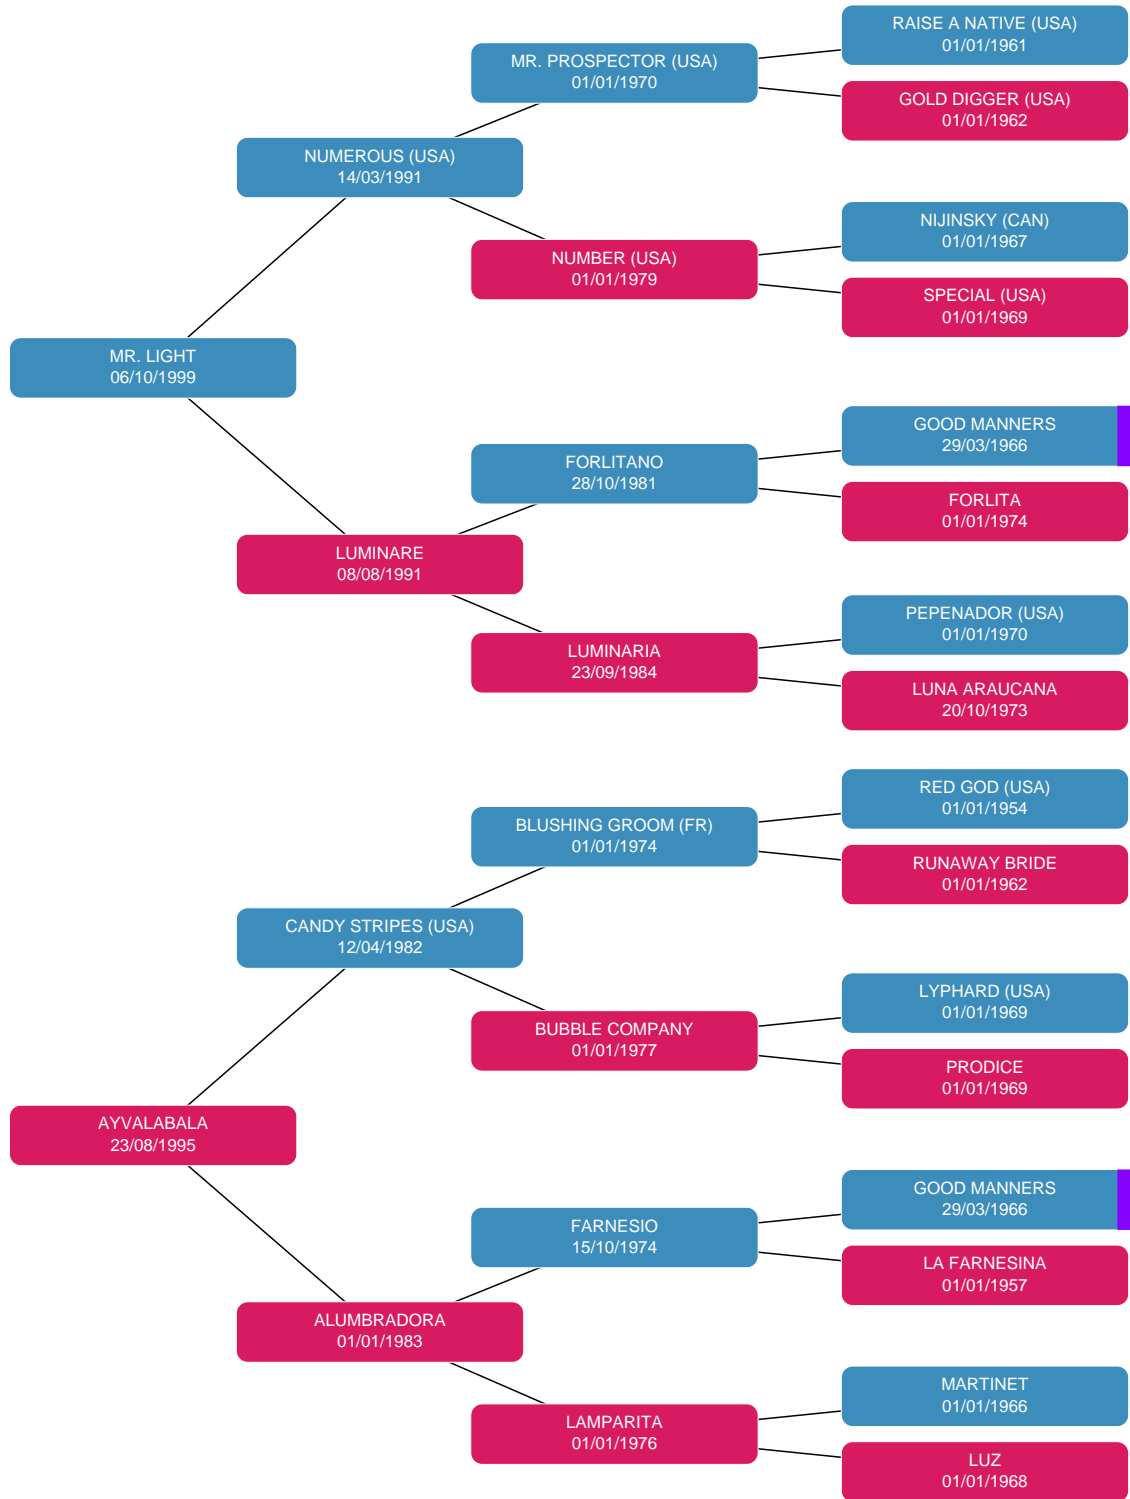 RAISE A NATIVE (USA)
01/01/1961
MR. PROSPECTOR (USA)
01/01/1970
GOLD DIGGER (USA)
01/01/1962
NUMEROUS (USA)
14/03/1991
NIJINSKY (CAN)
01/01/1967
NUMBER (USA)
01/01/1979
SPECIAL (USA)
01/01/1969
MR. LIGHT
06/10/1999
GOOD MANNERS
29/03/1966
FORLITANO
28/10/1981
FORLITA
01/01/1974
LUMINARE
08/08/1991
PEPENADOR (USA)
01/01/1970
LUMINARIA
23/09/1984
LUNA ARAUCANA
20/10/1973
RED GOD (USA)
01/01/1954
BLUSHING GROOM (FR)
01/01/1974
RUNAWAY BRIDE
01/01/1962
CANDY STRIPES (USA)
12/04/1982
LYPHARD (USA)
01/01/1969
BUBBLE COMPANY
01/01/1977
PRODICE
01/01/1969
AYVALABALA
23/08/1995
GOOD MANNERS
29/03/1966
FARNESIO
15/10/1974
LA FARNESINA
01/01/1957
ALUMBRADORA
01/01/1983
MARTINET
01/01/1966
LAMPARITA
01/01/1976
LUZ
01/01/1968